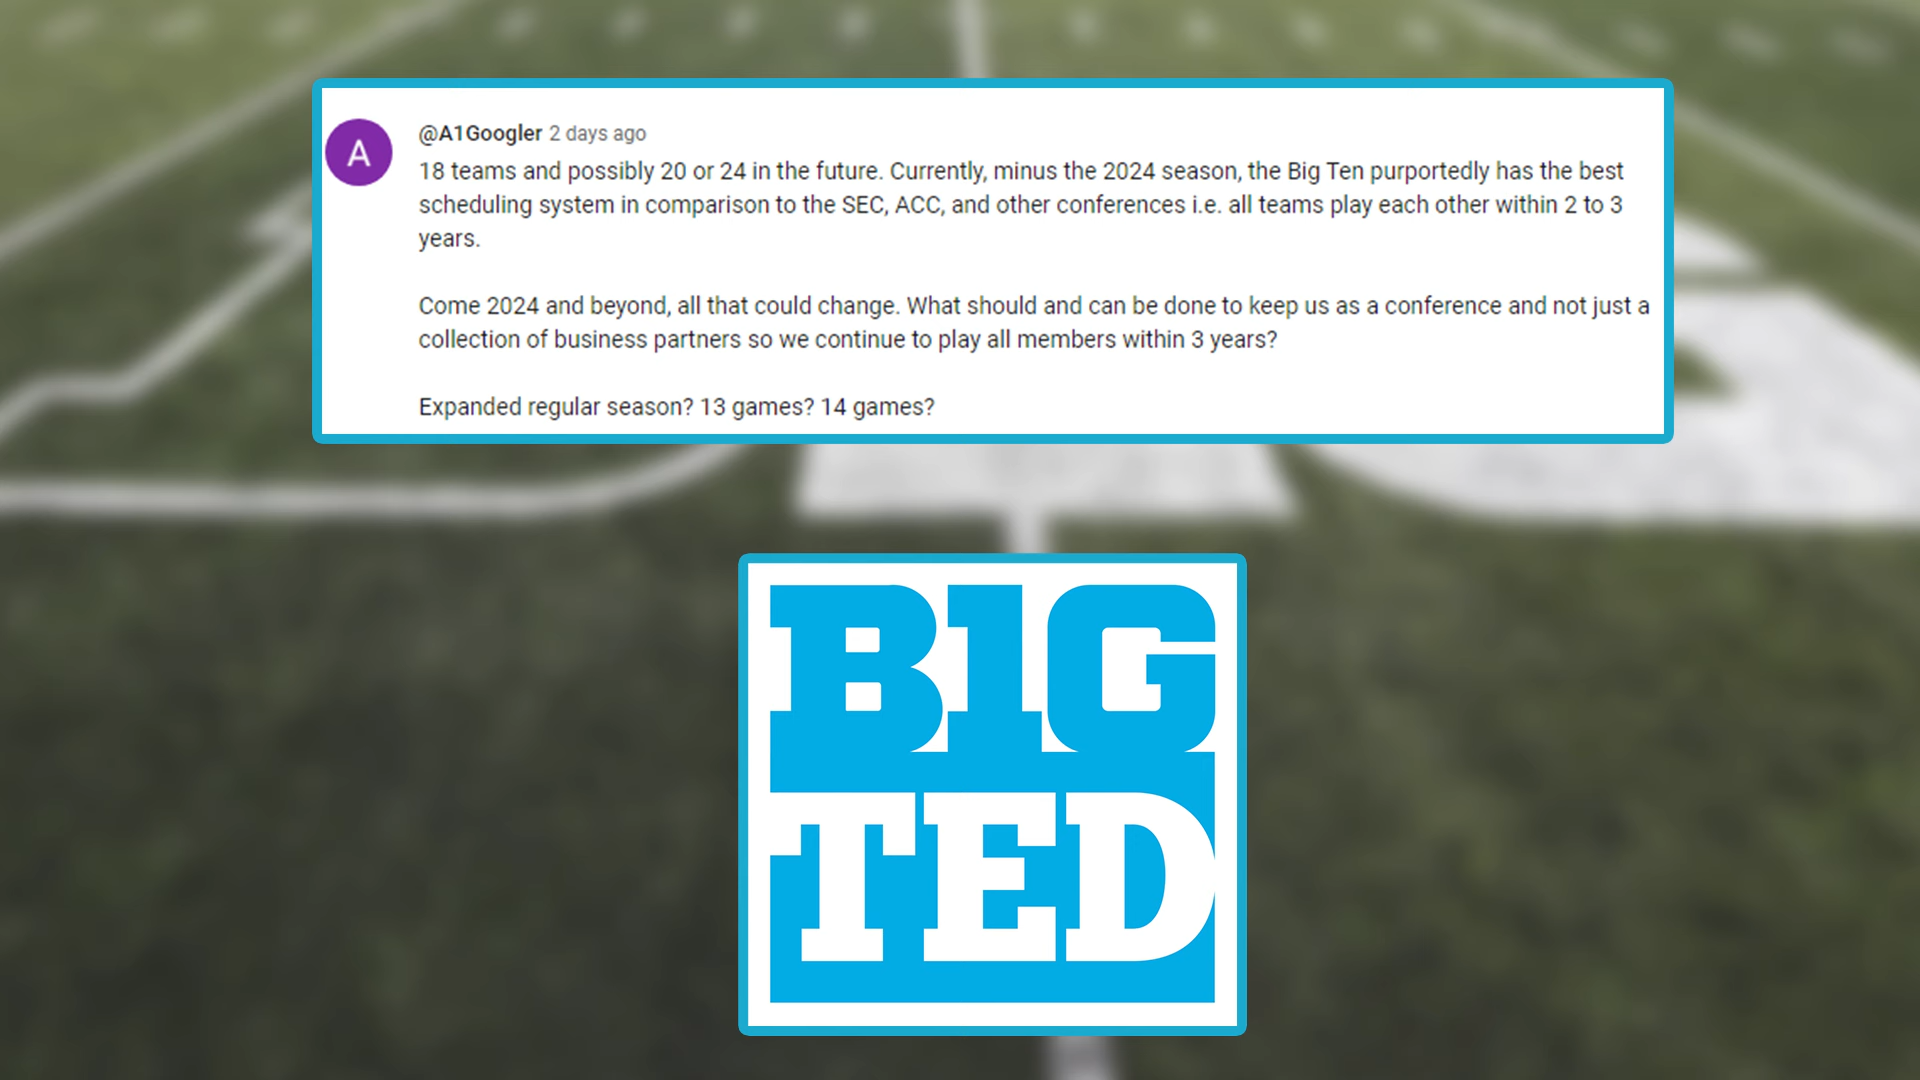 A
@A1Googler 2 days ago
18 teams and possibly 20 or 24 in the future. Currently, minus the 2024 season, the Big Ten purportedly has the best
scheduling system in comparison to the SEC, ACC, and other conferences i.e. all teams play each other within 2 to 3
years.
Come 2024 and beyond, all that could change. What should and can be done to keep us as a conference and not just a
collection of business partners so we continue to play all members within 3 years?
Expanded regular season? 13 games? 14 games?
B1G
TED